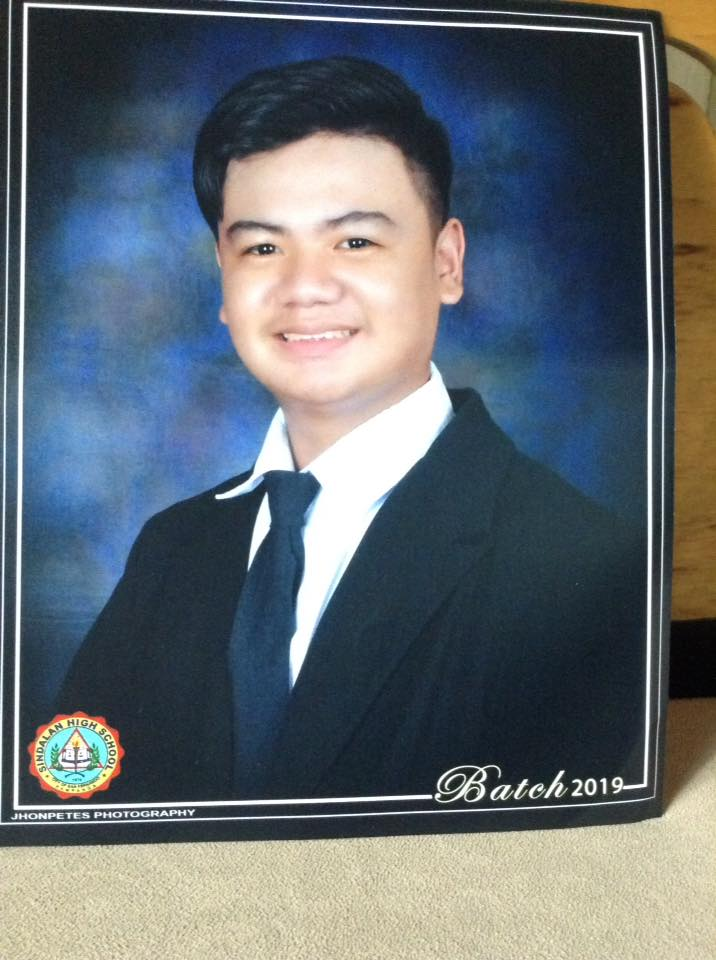 SINDALAN HIGH SCHOOL
Batch 2019
JHONPETES PHOTOGRAPHY